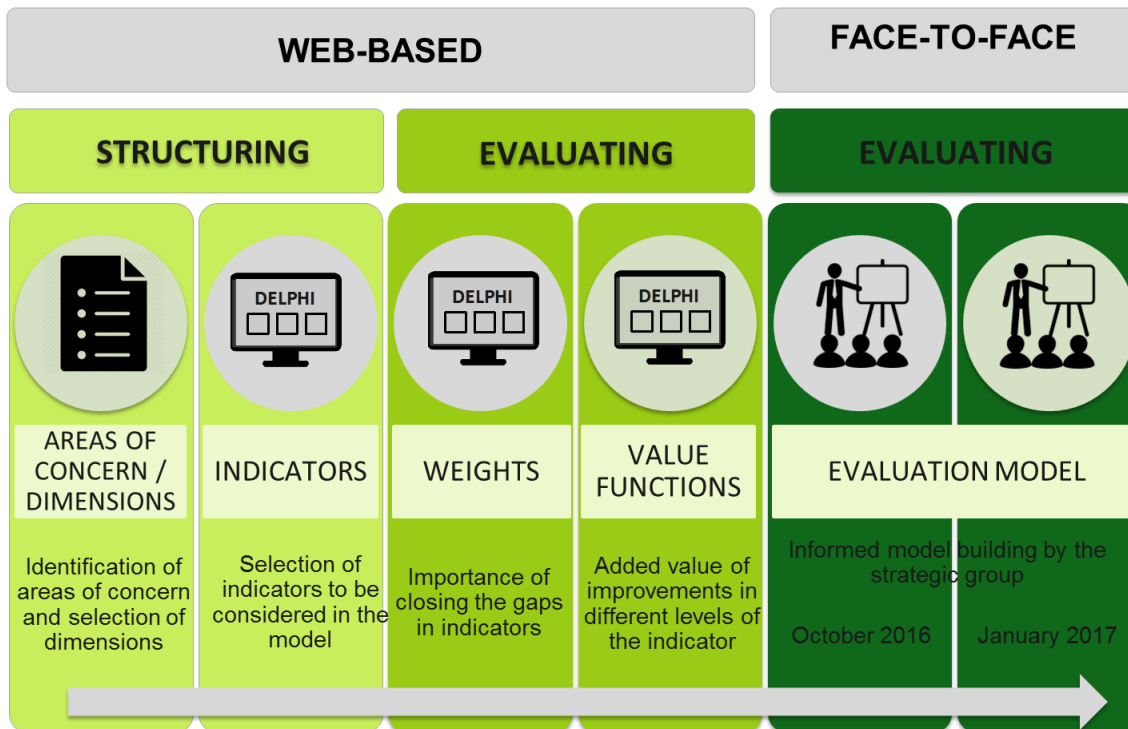 WEB-BASED
FACE-TO-FACE
STRUCTURING
EVALUATING
EVALUATING
DELPHI
DELPHI
DELPHI
AREAS OF
CONCERN /
DIMENSIONS
INDICATORS
WEIGHTS
VALUE
FUNCTIONS
EVALUATION MODEL
Identification of
areas of concern
and selection of
dimensions
Selection of
indicators to be
considered in the
model
Importance of
closing the gaps
in indicators
Added value of
improvements in
different levels of
the indicator
Informed model building by the
strategic group
October 2016
January 2017